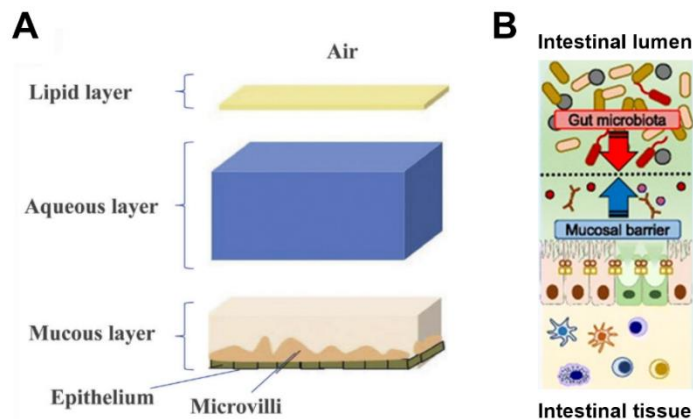 A
Air
Lipid layer
Aqueous layer
Mucous layer
Epithelium
Microvilli
B
Intestinal lumen
Gut microbiota
Mucosal barrier
Intestinal tissue